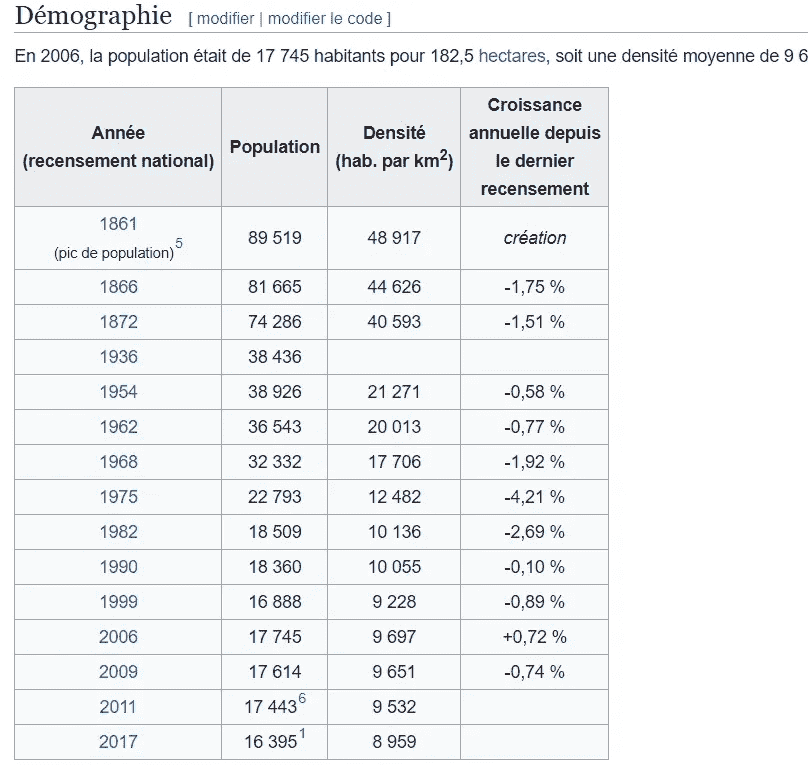 Démographie [ modifier | modifier le code ]
En 2006, la population était de 17 745 habitants pour 182,5 hectares, soit une densité moyenne de 9 6
Année (recensement national) Population Densité (hab. par km2) Croissance annuelle depuis le dernier recensement
1861 (pic de population)5 89 519 48 917 création
1866 81 665 44 626 -1,75 %
1872 74 286 40 593 -1,51 %
1936 38 436
1954 38 926 21 271 -0,58 %
1962 36 543 20 013 -0,77 %
1968 32 332 17 706 -1,92 %
1975 22 793 12 482 -4,21 %
1982 18 509 10 136 -2,69 %
1990 18 360 10 055 -0,10 %
1999 16 888 9 228 -0,89 %
2006 17 745 9 697 +0,72 %
2009 17 614 9 651 -0,74 %
2011 17 4436 9 532
2017 16 3951 8 959